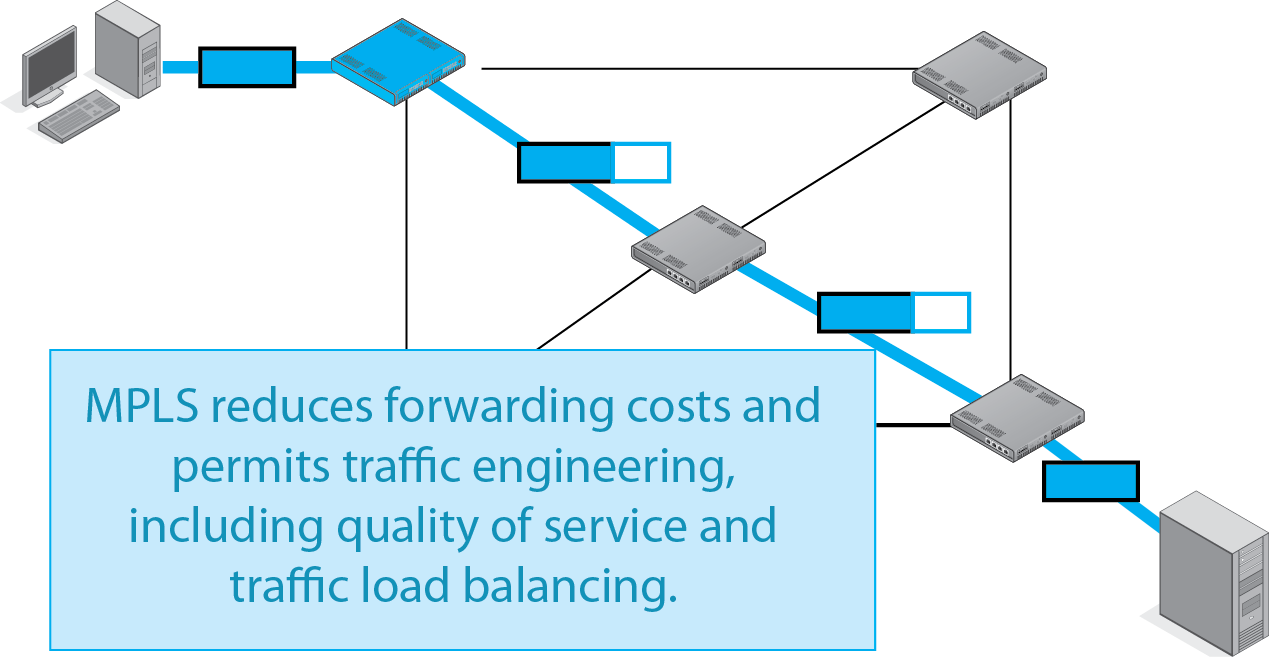 MPLS reduces forwarding costs and
permits traffic engineering,
including quality of service and
traffic load balancing.